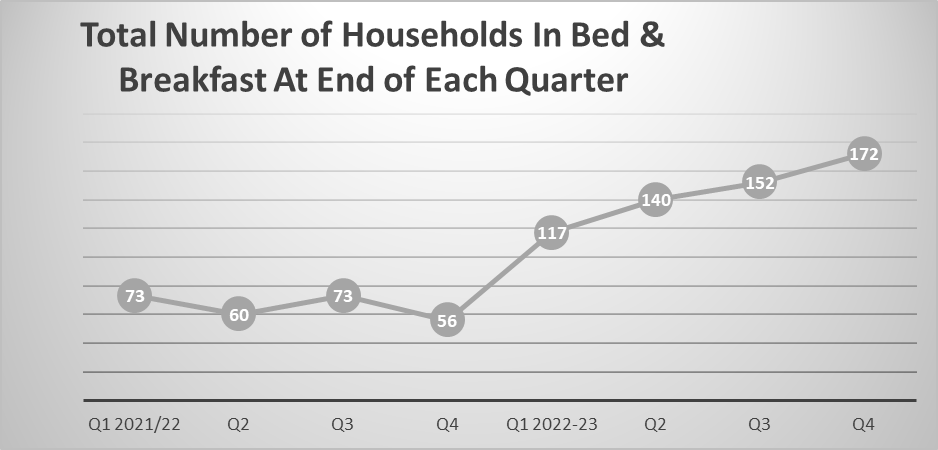 Total Number of Households In Bed &
Breakfast At End of Each Quarter
172
152
140
117
73
73
60
56
Q1 2021/22 Q2 Q3 Q4 Q1 2022-23 Q2 Q3 Q4